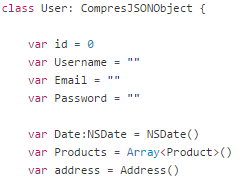 class User: CompresJSONObject {
var id = 0
var Username = ""
var Email = ""
var Password = ""
var Date:NSDate = NSDate()
var Products = Array<Product>()
var address = Address()